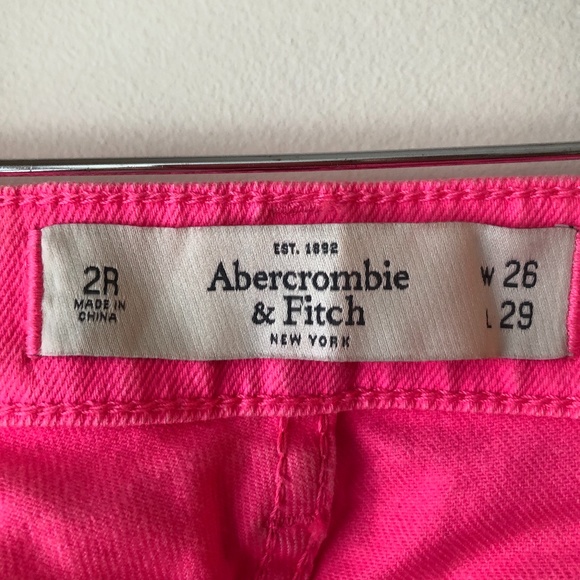 2R
MADE IN
CHINA
EST. 1892
Abercrombie
& Fitch
NEW YORK
W 26
L 29